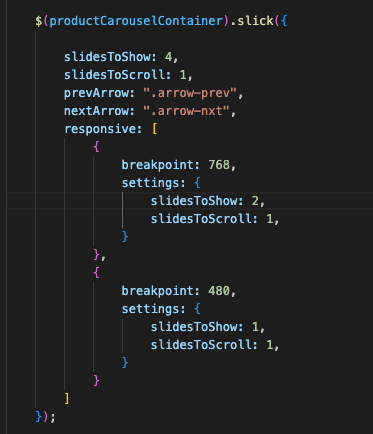 $(productCarouselContainer).slick({
slidesToShow: 4,
slidesToScroll: 1,
prevArrow: ".arrow-prev",
nextArrow: ".arrow-nxt",
responsive: [
{
breakpoint: 768,
settings: {
slidesToShow: 2,
slidesToScroll: 1,
}
},
{
breakpoint: 480,
settings: {
slidesToShow: 1,
slidesToScroll: 1,
}
}
]
});